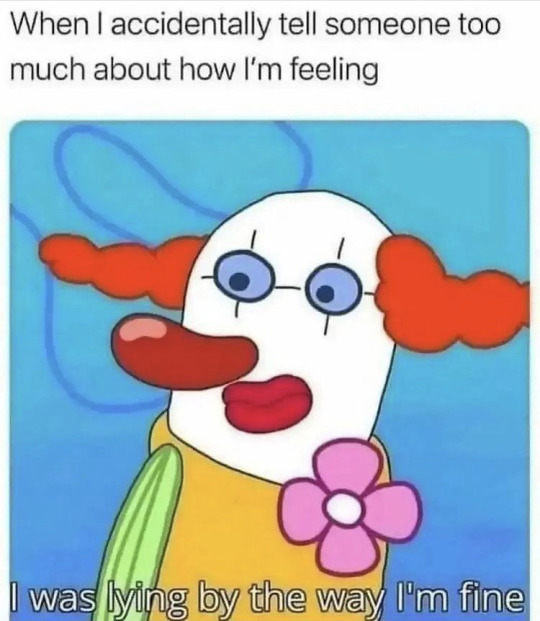 When I accidentally tell someone too
much about how I'm feeling
I was lying by the way I'm fine